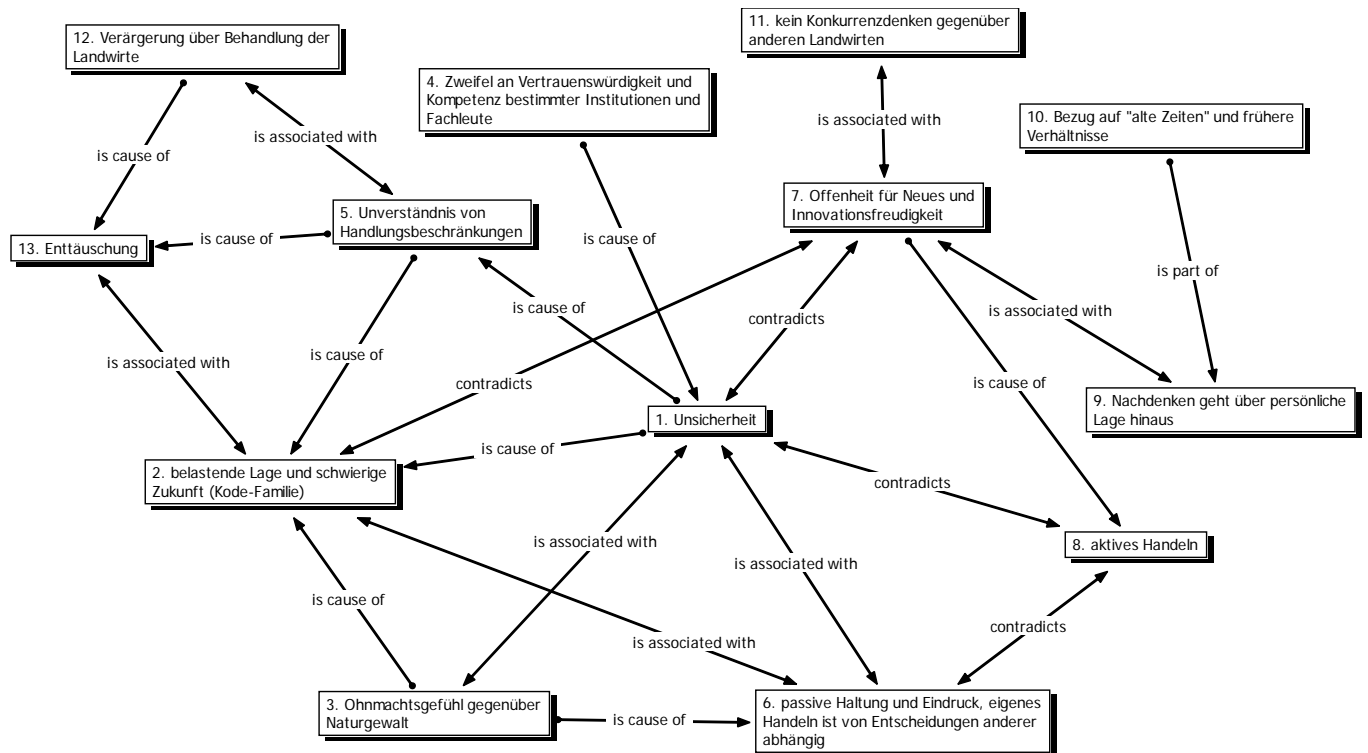 11. kein Konkurrenzdenken gegenüber
anderen Landwirten
12. Verärgerung über Behandlung der
Landwirte
4. Zweifel an Vertrauenswürdigkeit und
Kompetenz bestimmter Institutionen und
Fachleute
10. Bezug auf "alte Zeiten" und frühere
Verhältnisse
is associated with
is associated with
is cause of
7. Offenheit für Neues und
Innovationsfreudigkeit
5. Unverständnis von
Handlungsbeschränkungen
13. Enttäuschung
is cause of
is cause of
is part of
is cause of
is associated with
contradicts
is cause of
is associated with
contradicts
is cause of
9. Nachdenken geht über persönliche
Lage hinaus
1. Unsicherheit
is cause of
2. belastende Lage und schwierige
Zukunft (Kode-Familie)
contradicts
is associated with
8. aktives Handeln
is associated with
is cause of
contradicts
is associated with
3. Ohnmachtsgefühl gegenüber
Naturgewalt
is cause of
6. passive Haltung und Eindruck, eigenes
Handeln ist von Entscheidungen anderer
abhängig